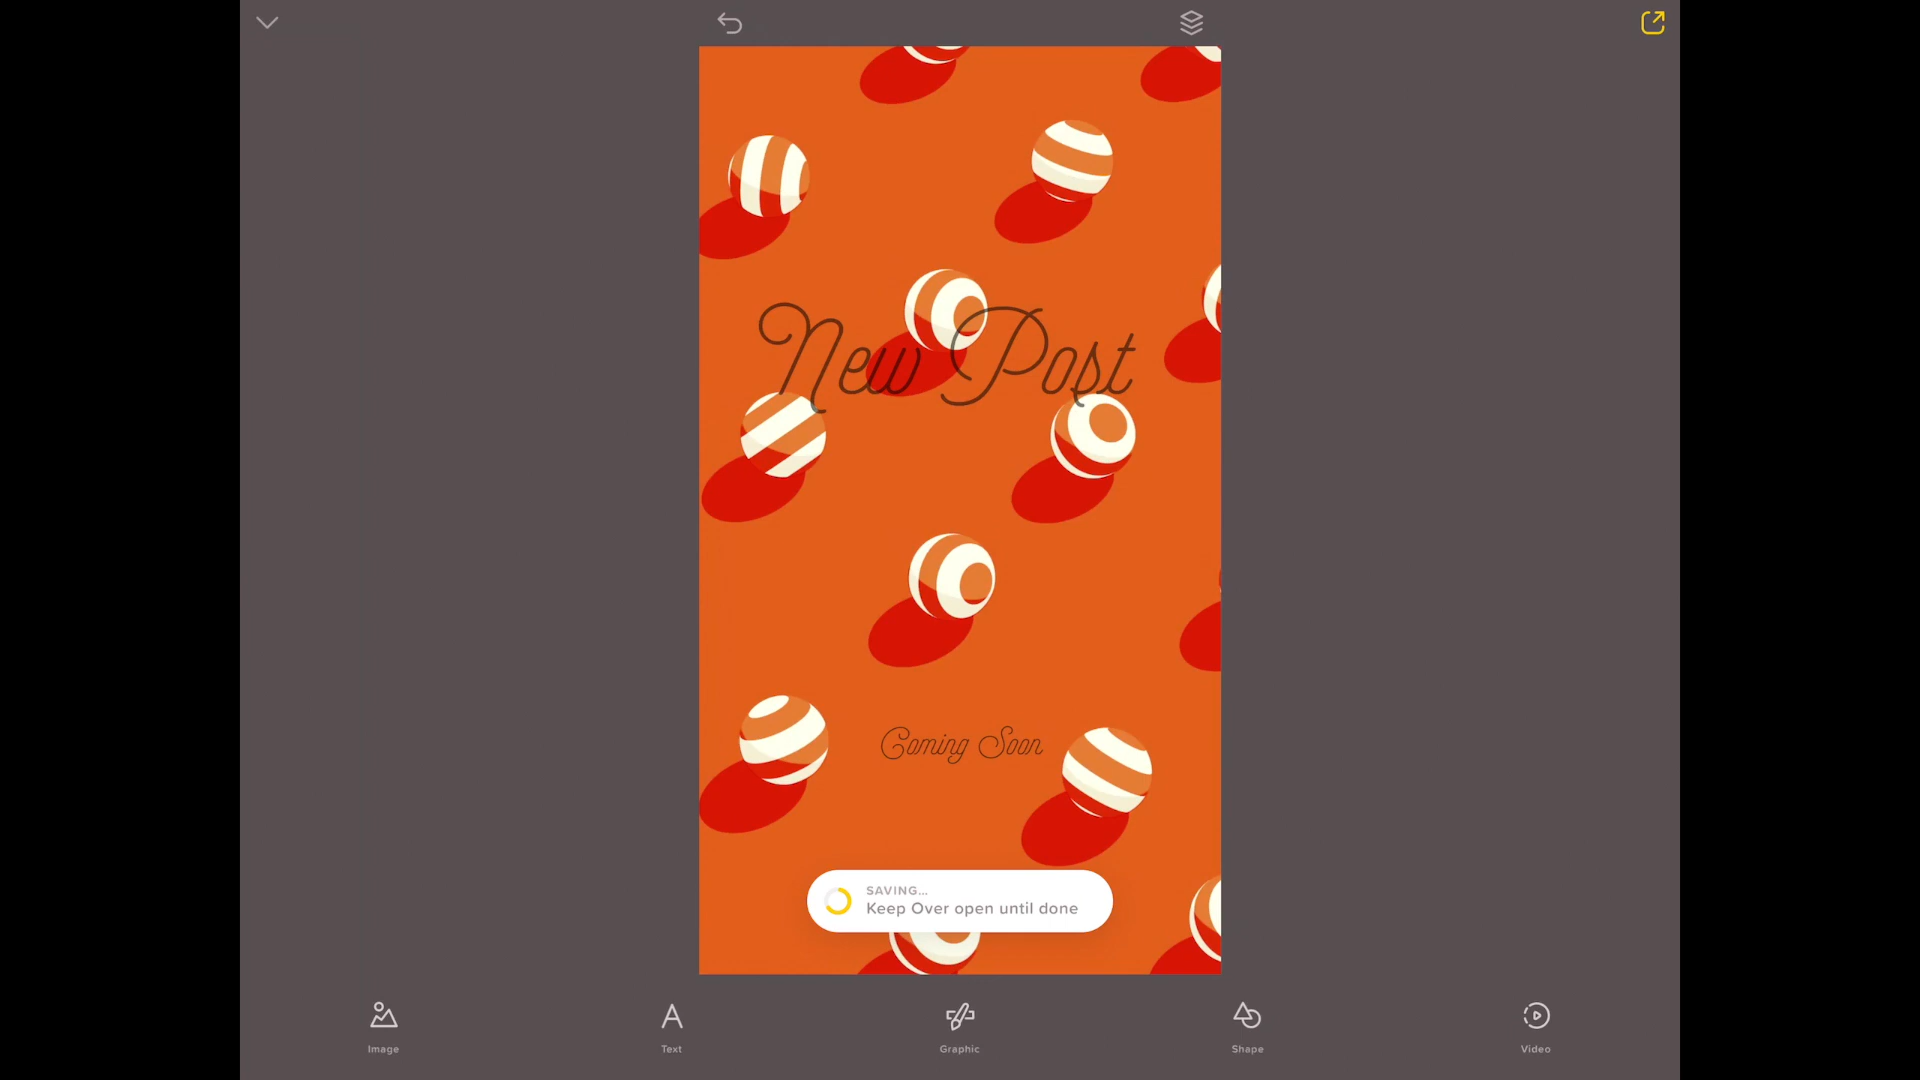 New Post
Coming Soon
SAVING...
Keep Over open until done
Image
Text
Graphic
Shape
Video